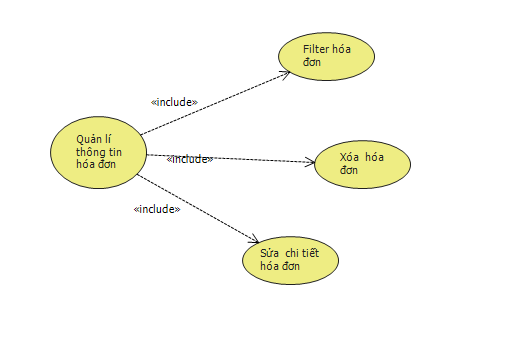 Filter hóa
đơn
«include»
Quản lí
thông tin
hóa đơn
«include»
Xóa hóa
đơn
«include»
Sửa chi tiết
hóa đơn